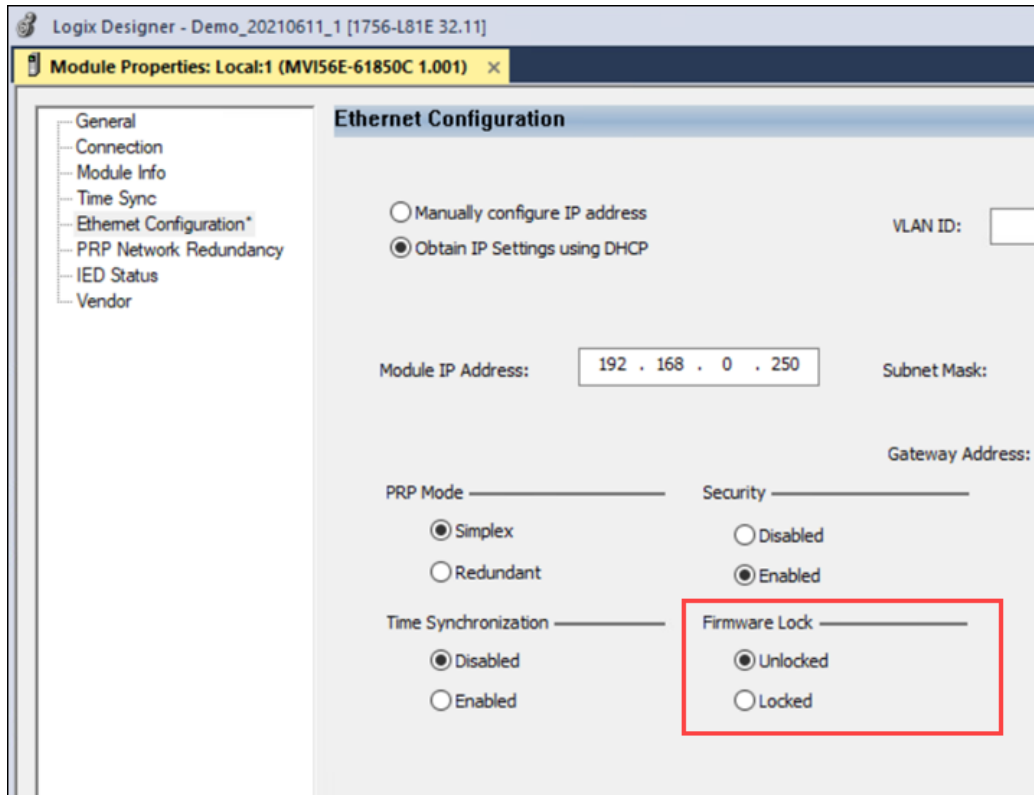 Logix Designer - Demo_20210611_1 [1756-L81E 32.11]
Module Properties: Local:1 (MVI56E-61850C 1.001) ×
General
Connection
Module Info
Time Sync
Ethernet Configuration*
PRP Network Redundancy
IED Status
Vendor
Ethernet Configuration
Manually configure IP address
Obtain IP Settings using DHCP
VLAN ID:
Module IP Address: 192 . 168 . 0 . 250 Subnet Mask:
Gateway Address:
PRP Mode
Simplex
Redundant
Security
Disabled
Enabled
Time Synchronization
Disabled
Enabled
Firmware Lock
Unlocked
Locked